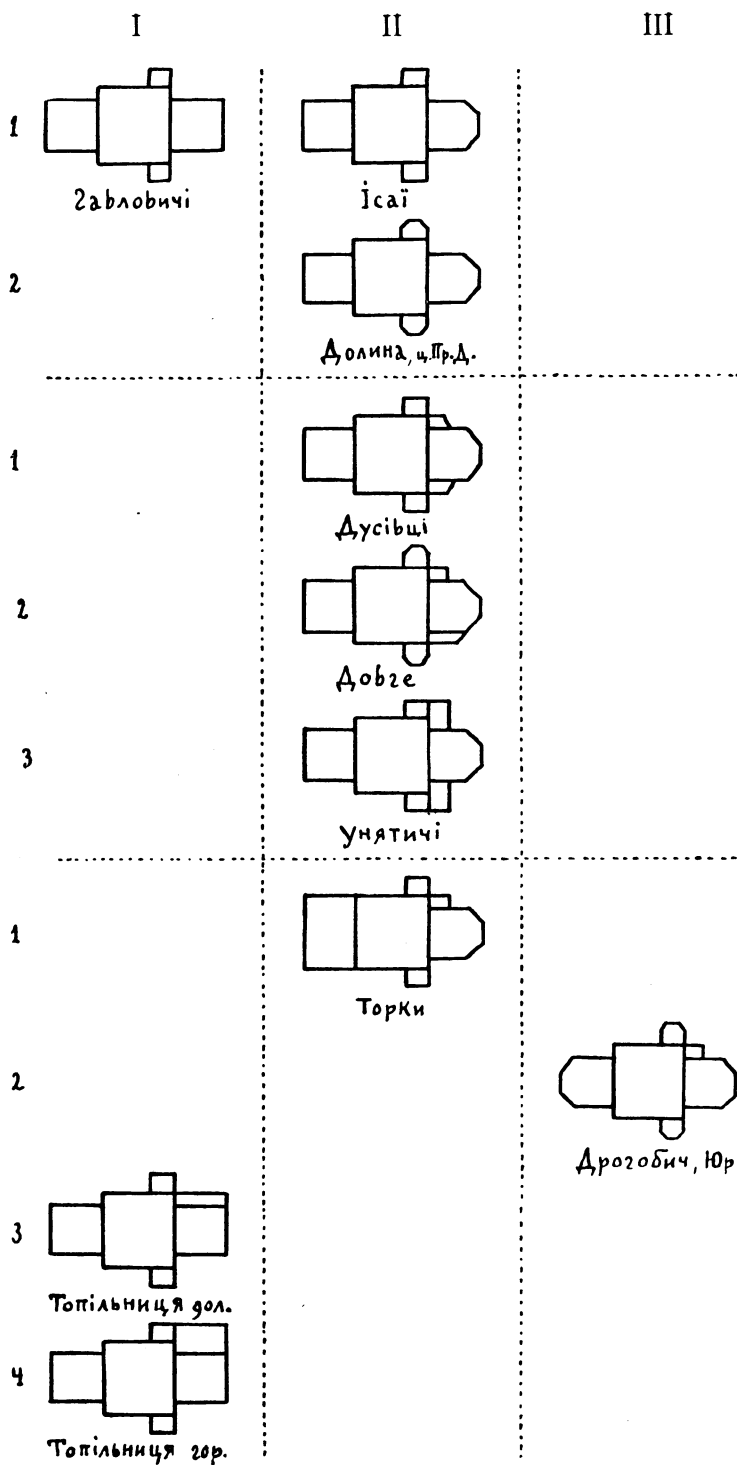 I II III
1
Гавловичі Ісаї
2
Долина, ц.Пр.Д.
1
Дусівці
2
Довге
3
Унятичі
1
Торки
2
Дрогобич, Юр
3
Топільниця дол.
4
Топільниця гор.